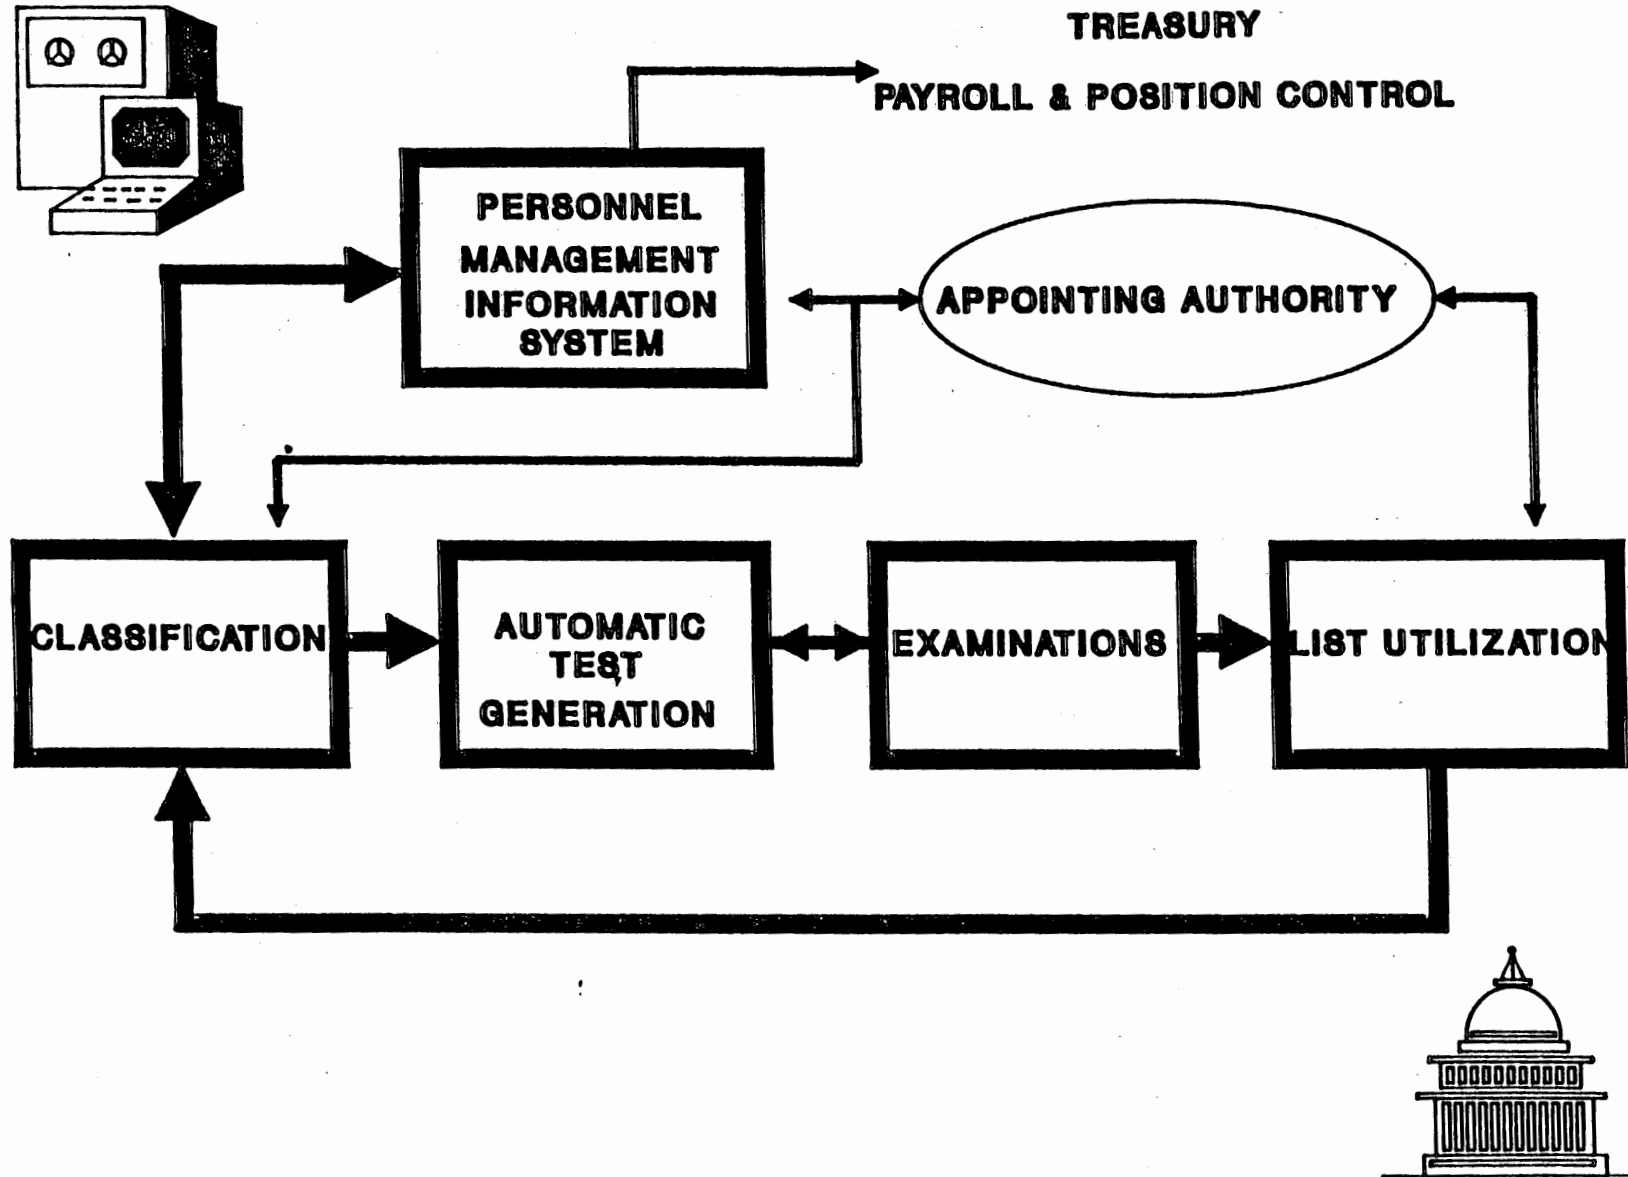 TREASURY
PAYROLL & POSITION CONTROL
PERSONNEL
MANAGEMENT
INFORMATION
SYSTEM
APPOINTING AUTHORITY
CLASSIFICATION
AUTOMATIC
TEST
GENERATION
EXAMINATIONS
LIST UTILIZATION